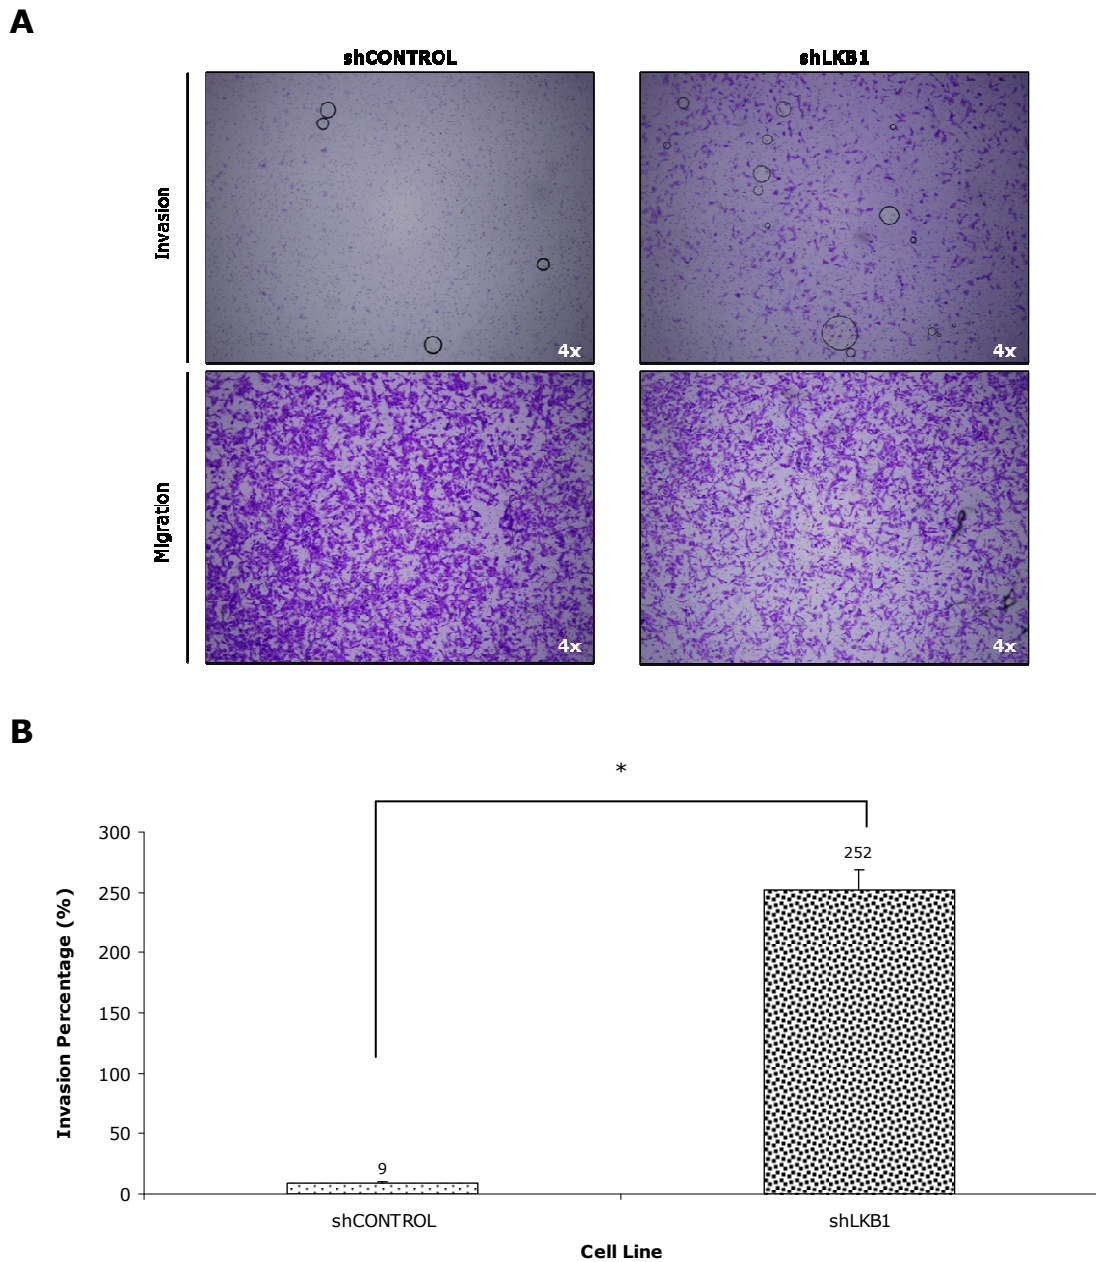 A
shCONTROL shLKB1
Invasion
4x 4x
Migration
4x 4x
B
*
300
250
200
150
100
50
0
Invasion Percentage (%)
252
9
shCONTROL shLKB1
Cell Line